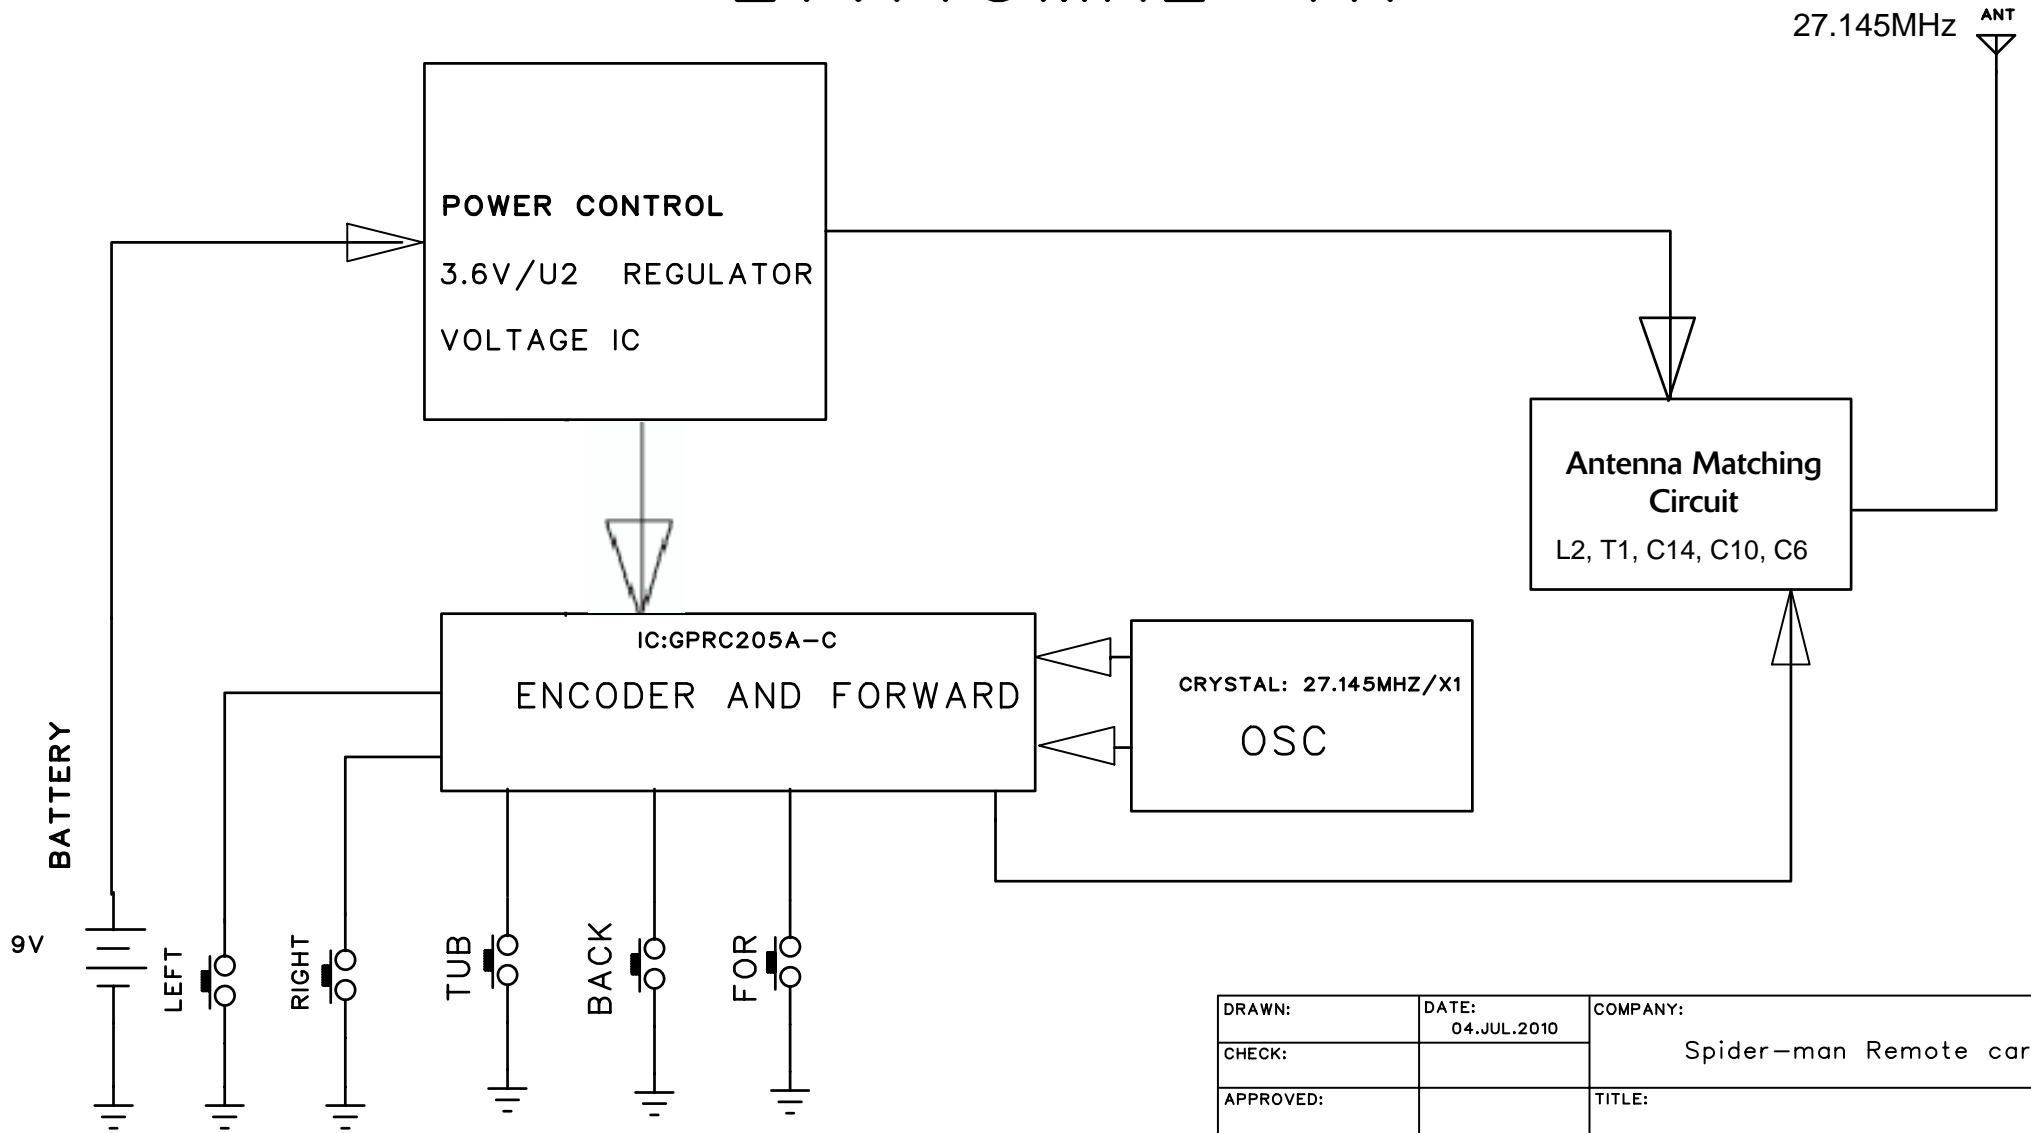 27.145MHz
ANT
POWER CONTROL
3.6V/U2 REGULATOR
VOLTAGE IC
Antenna Matching
Circuit
L2, T1, C14, C10, C6
IC:GPRC205A-C
ENCODER AND FORWARD
CRYSTAL: 27.145MHZ/X1
OSC
BATTERY
9V
LEFT
RIGHT
TUB
BACK
FOR
DRAWN:
DATE:
04.JUL.2010
COMPANY:
Spider-man Remote car
CHECK:
APPROVED:
TITLE: